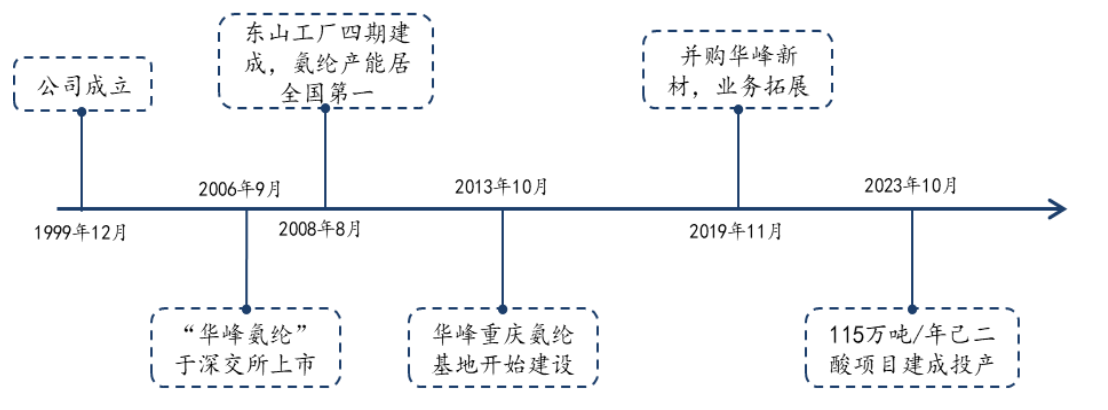 东山工厂四期建
成，氨纶产能居
全国第一
并购华峰新
材，业务拓展
公司成立
2006年9月
2013年10月
2023年10月
1999年12月
2008年8月
2019年11月
“华峰氨纶”
于深交所上市
华峰重庆氨纶
基地开始建设
115万吨/年己二
酸项目建成投产